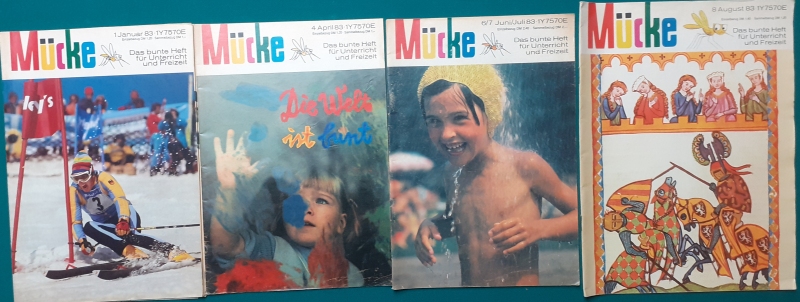 1 Januar 83 · 1Y7570E
Mücke
Das bunte Heft
für Unterricht
und Freizeit
ley's
2
4 April 83 · 1Y7570E
Mücke
Das bunte Heft
für Unterricht
und Freizeit
Die Welt
ist bunt
6/7 Juni/Juli 83 · 1Y7570E
Mücke
Das bunte Heft
für Unterricht
und Freizeit
8 August 83 · 1Y7570E
Mücke
Das bunte Heft
für Unterricht
und Freizeit